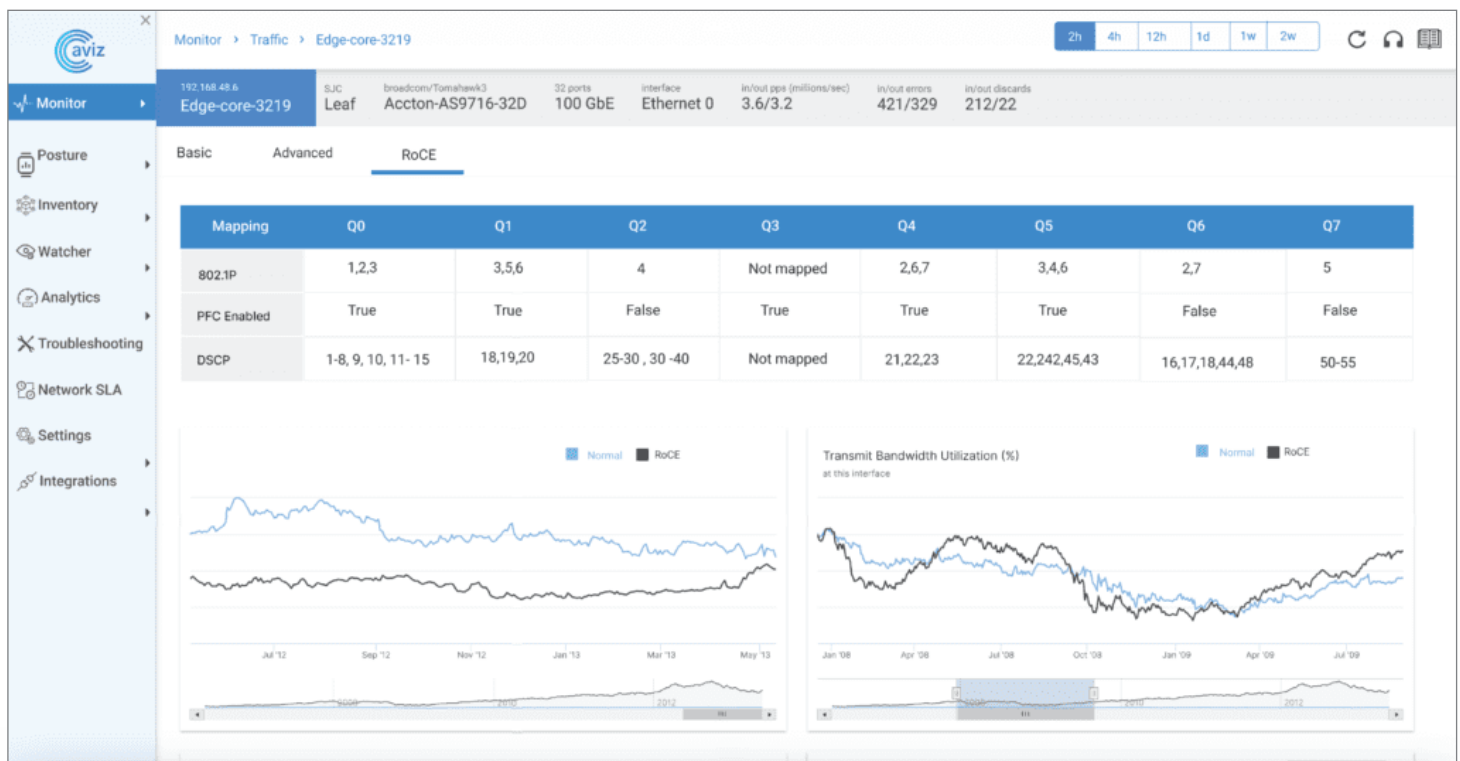 aviz
Monitor > Traffic > Edge-core-3219
2h 4h 12h 1d 1w 2w
192.168.48.6
Edge-core-3219
SJC
Leaf
broadcom/Tomahawk3
Accton-AS9716-32D
32 ports
100 GbE
interface
Ethernet 0
in/out pps (millions/sec)
3.6/3.2
in/out errors
421/329
in/out discards
212/22
Monitor
Posture
Inventory
Watcher
Analytics
Troubleshooting
Network SLA
Settings
Integrations
Basic Advanced RoCE
Mapping Q0 Q1 Q2 Q3 Q4 Q5 Q6 Q7
802.1P 1,2,3 3,5,6 4 Not mapped 2,6,7 3,4,6 2,7 5
PFC Enabled True True False True True True False False
DSCP 1-8, 9, 10, 11- 15 18,19,20 25-30 , 30 -40 Not mapped 21,22,23 22,242,45,43 16,17,18,44,48 50-55
Normal RoCE
Jul '12 Sep '12 Nov '12 Jan '13 Mar '13 May '13
2010 2012
Transmit Bandwidth Utilization (%)
at this interface
Normal RoCE
Jan '08 Apr '08 Jul '08 Oct '08 Jan '09 Apr '09 Jul '09
2010 2012